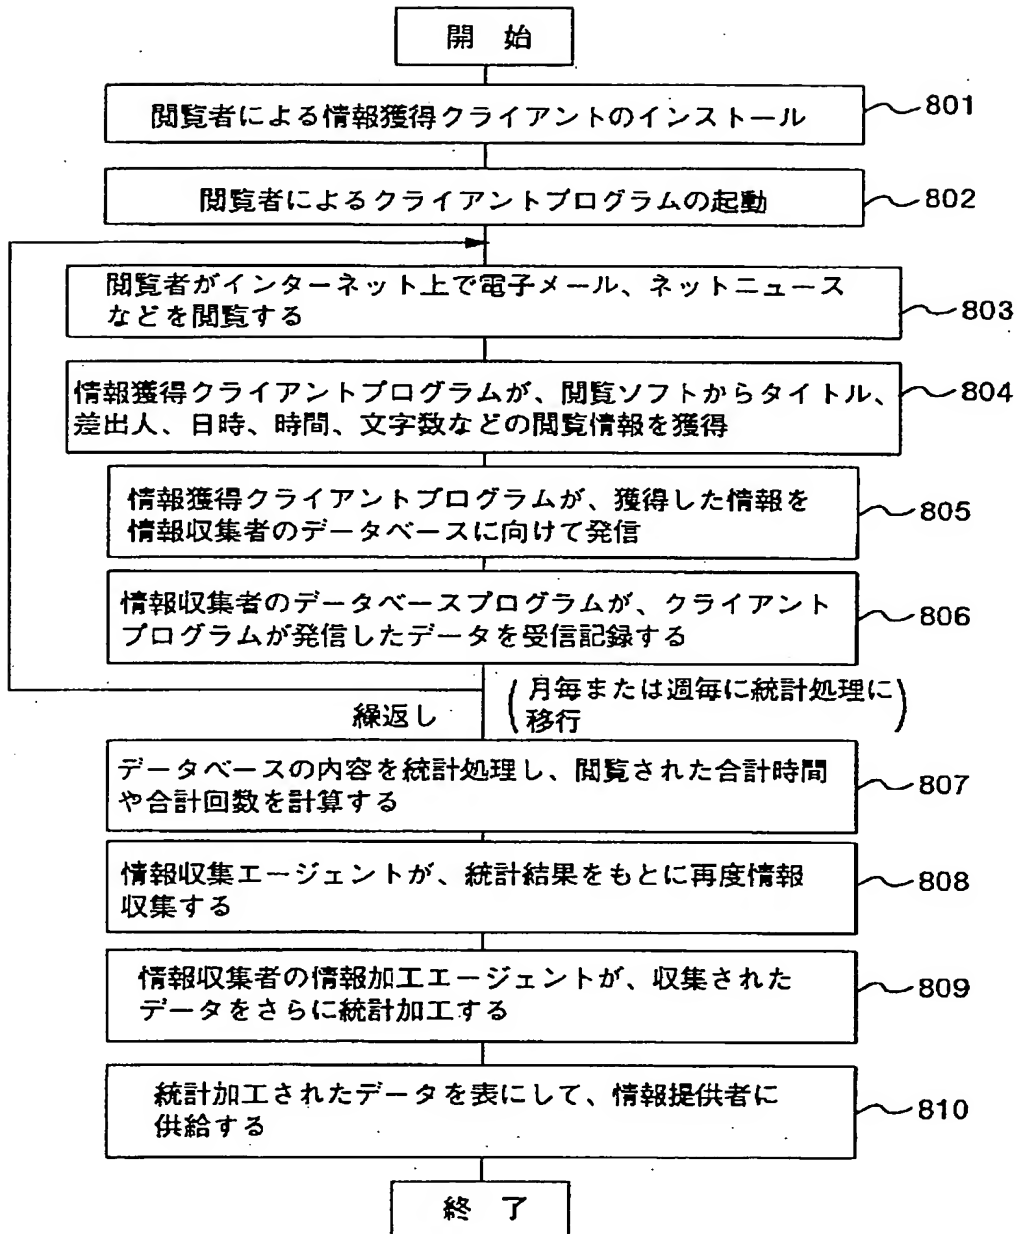 開 始
閲覧者による情報獲得クライアントのインストール
801
閲覧者によるクライアントプログラムの起動
802
閲覧者がインターネット上で電子メール、ネットニュース
などを閲覧する
803
情報獲得クライアントプログラムが、閲覧ソフトからタイトル、
差出人、日時、時間、文字数などの閲覧情報を獲得
804
情報獲得クライアントプログラムが、獲得した情報を
情報収集者のデータベースに向けて発信
805
情報収集者のデータベースプログラムが、クライアント
プログラムが発信したデータを受信記録する
806
繰返し
(月毎または週毎に統計処理に
移行)
データベースの内容を統計処理し、閲覧された合計時間
や合計回数を計算する
807
情報収集エージェントが、統計結果をもとに再度情報
収集する
808
情報収集者の情報加工エージェントが、収集された
データをさらに統計加工する
809
統計加工されたデータを表にして、情報提供者に
供給する
810
終 了